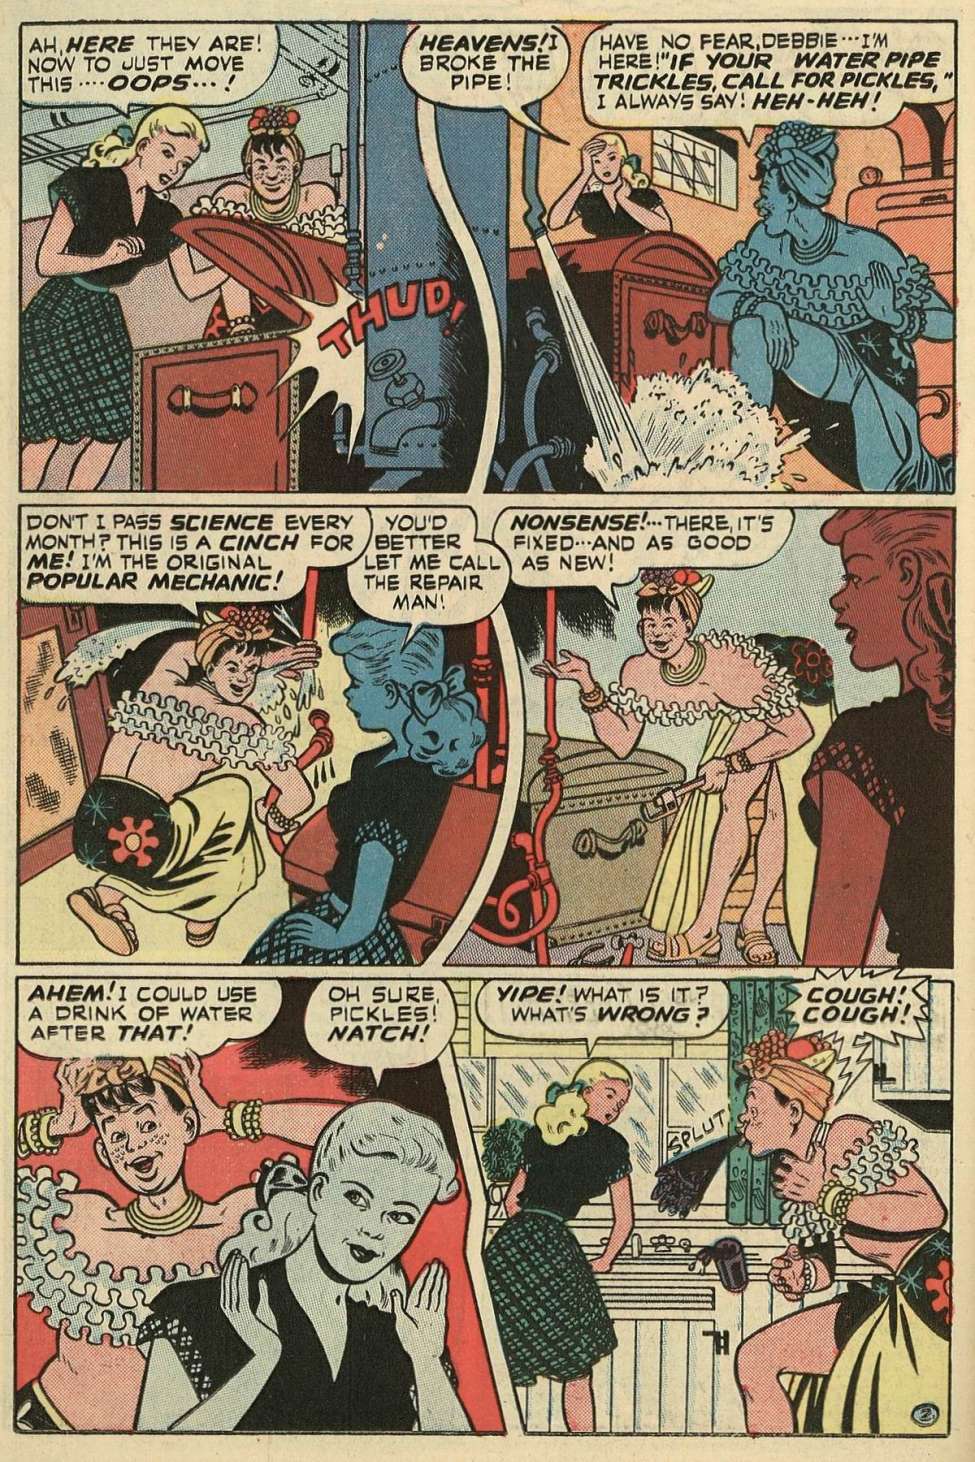 AH, HERE THEY ARE!
NOW TO JUST MOVE
THIS .... OOPS...!
THUD!
HEAVENS! I
BROKE THE
PIPE!
HAVE NO FEAR, DEBBIE... I'M
HERE! "IF YOUR WATER PIPE
TRICKLES, CALL FOR PICKLES,"
I ALWAYS SAY! HEH-HEH!
DON'T I PASS SCIENCE EVERY
MONTH? THIS IS A CINCH FOR
ME! I'M THE ORIGINAL
POPULAR MECHANIC!
YOU'D
BETTER
LET ME CALL
THE REPAIR
MAN!
NONSENSE!... THERE, IT'S
FIXED... AND AS GOOD
AS NEW!
AHEM! I COULD USE
A DRINK OF WATER
AFTER THAT!
OH SURE,
PICKLES!
NATCH!
YIPE! WHAT IS IT?
WHAT'S WRONG?
COUGH!
COUGH!
SPLUT
2